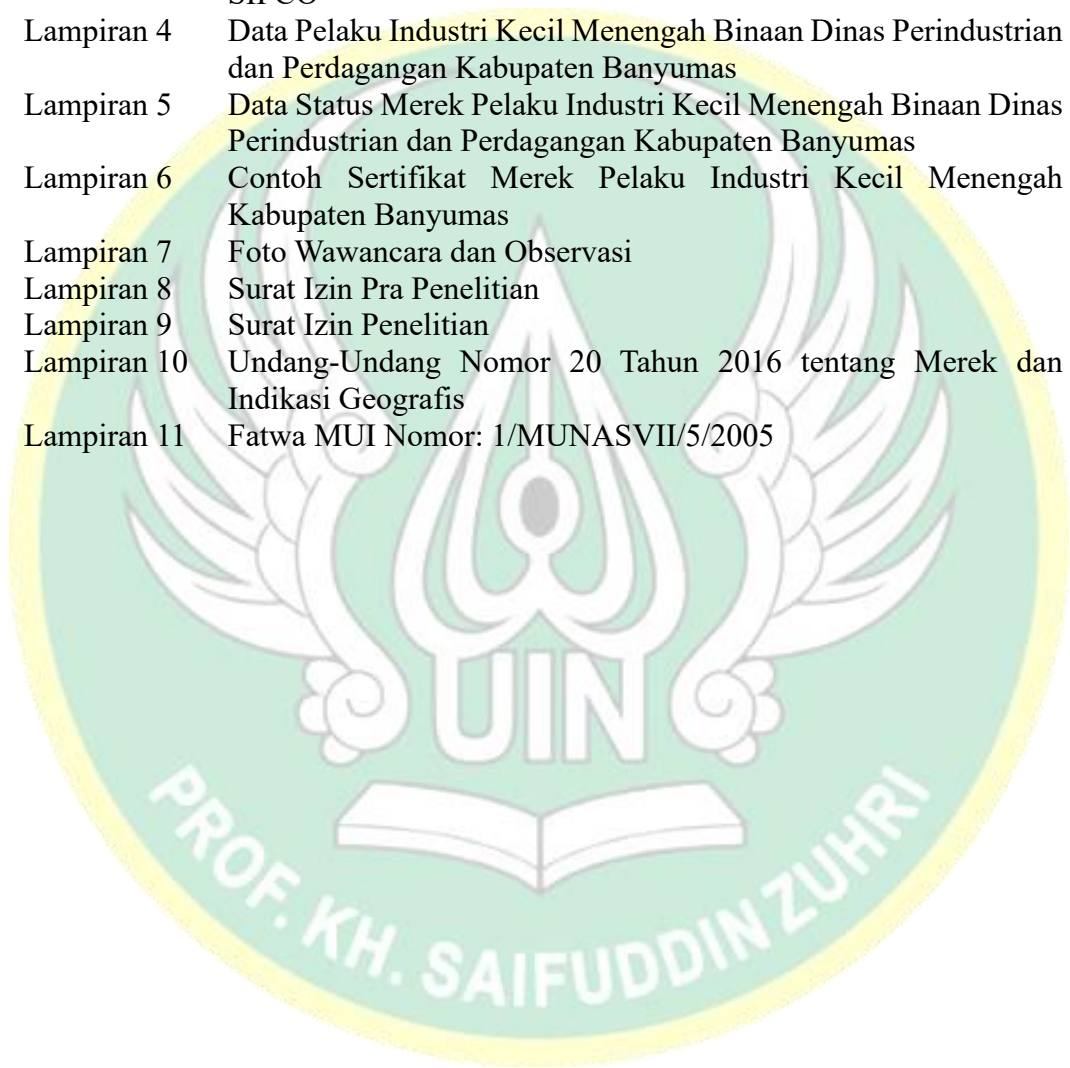 Lampiran 4 Data Pelaku Industri Kecil Menengah Binaan Dinas Perindustrian
dan Perdagangan Kabupaten Banyumas
Lampiran 5 Data Status Merek Pelaku Industri Kecil Menengah Binaan Dinas
Perindustrian dan Perdagangan Kabupaten Banyumas
Lampiran 6 Contoh Sertifikat Merek Pelaku Industri Kecil Menengah
Kabupaten Banyumas
Lampiran 7 Foto Wawancara dan Observasi
Lampiran 8 Surat Izin Pra Penelitian
Lampiran 9 Surat Izin Penelitian
Lampiran 10 Undang-Undang Nomor 20 Tahun 2016 tentang Merek dan
Indikasi Geografis
Lampiran 11 Fatwa MUI Nomor: 1/MUNASVII/5/2005
UIN
PROF. KH. SAIFUDDIN ZUHRI